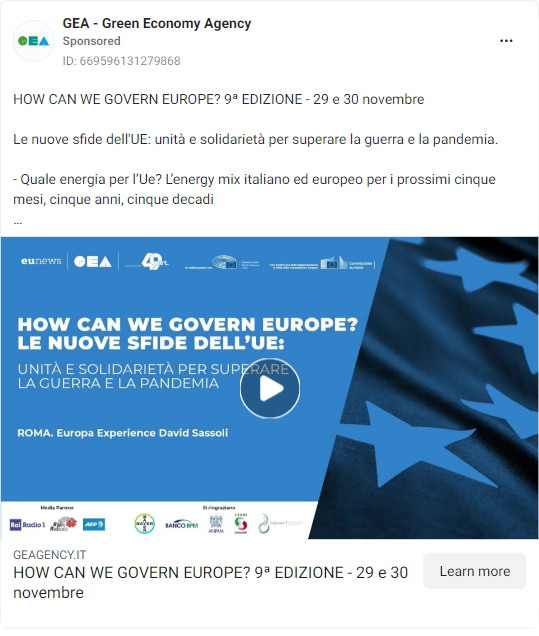 GEA - Green Economy Agency
Sponsored
ID: 669596131279868
HOW CAN WE GOVERN EUROPE? 9ª EDIZIONE - 29 e 30 novembre
Le nuove sfide dell'UE: unità e solidarietà per superare la guerra e la pandemia.
- Quale energia per l’Ue? L’energy mix italiano ed europeo per i prossimi cinque
mesi, cinque anni, cinque decadi
...
eunews GEA
HOW CAN WE GOVERN EUROPE?
LE NUOVE SFIDE DELL’UE:
UNITÀ E SOLIDARIETÀ PER SUPERARE
LA GUERRA E LA PANDEMIA
ROMA. Europa Experience David Sassoli
Media Partner
Si ringraziano
Rai Radio 1
BAYER
BANCO BPM
GEAGENCY.IT
HOW CAN WE GOVERN EUROPE? 9ª EDIZIONE - 29 e 30
novembre
Learn more